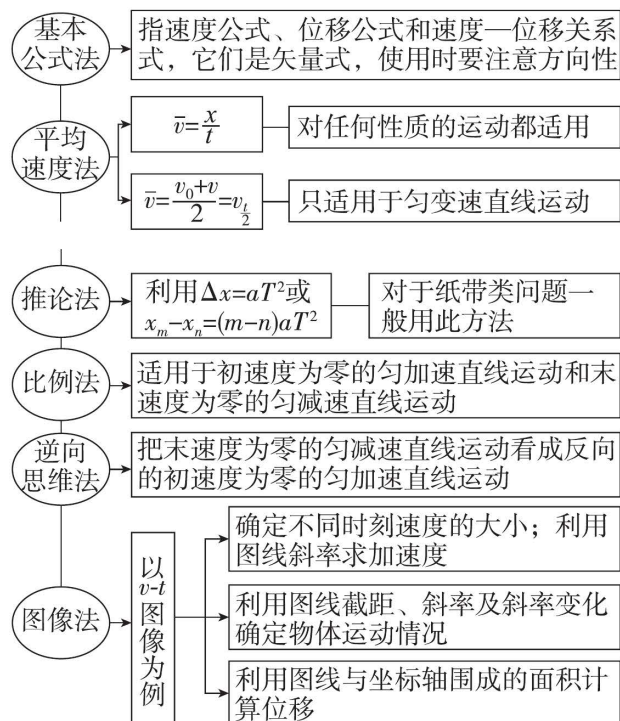 基本
公式法
指速度公式、位移公式和速度—位移关系
式，它们是矢量式，使用时要注意方向性
平均
速度法
v̄=x/t
对任何性质的运动都适用
v̄=(v₀+v)/2=v_{t/2}
只适用于匀变速直线运动
推论法
利用Δx=aT²或
xₘ-xₙ=(m-n)aT²
对于纸带类问题一
般用此方法
比例法
适用于初速度为零的匀加速直线运动和末
速度为零的匀减速直线运动
逆向
思维法
把末速度为零的匀减速直线运动看成反向
的初速度为零的匀加速直线运动
图像法
以
v-t
图
像
为
例
确定不同时刻速度的大小；利用
图线斜率求加速度
利用图线截距、斜率及斜率变化
确定物体运动情况
利用图线与坐标轴围成的面积计
算位移